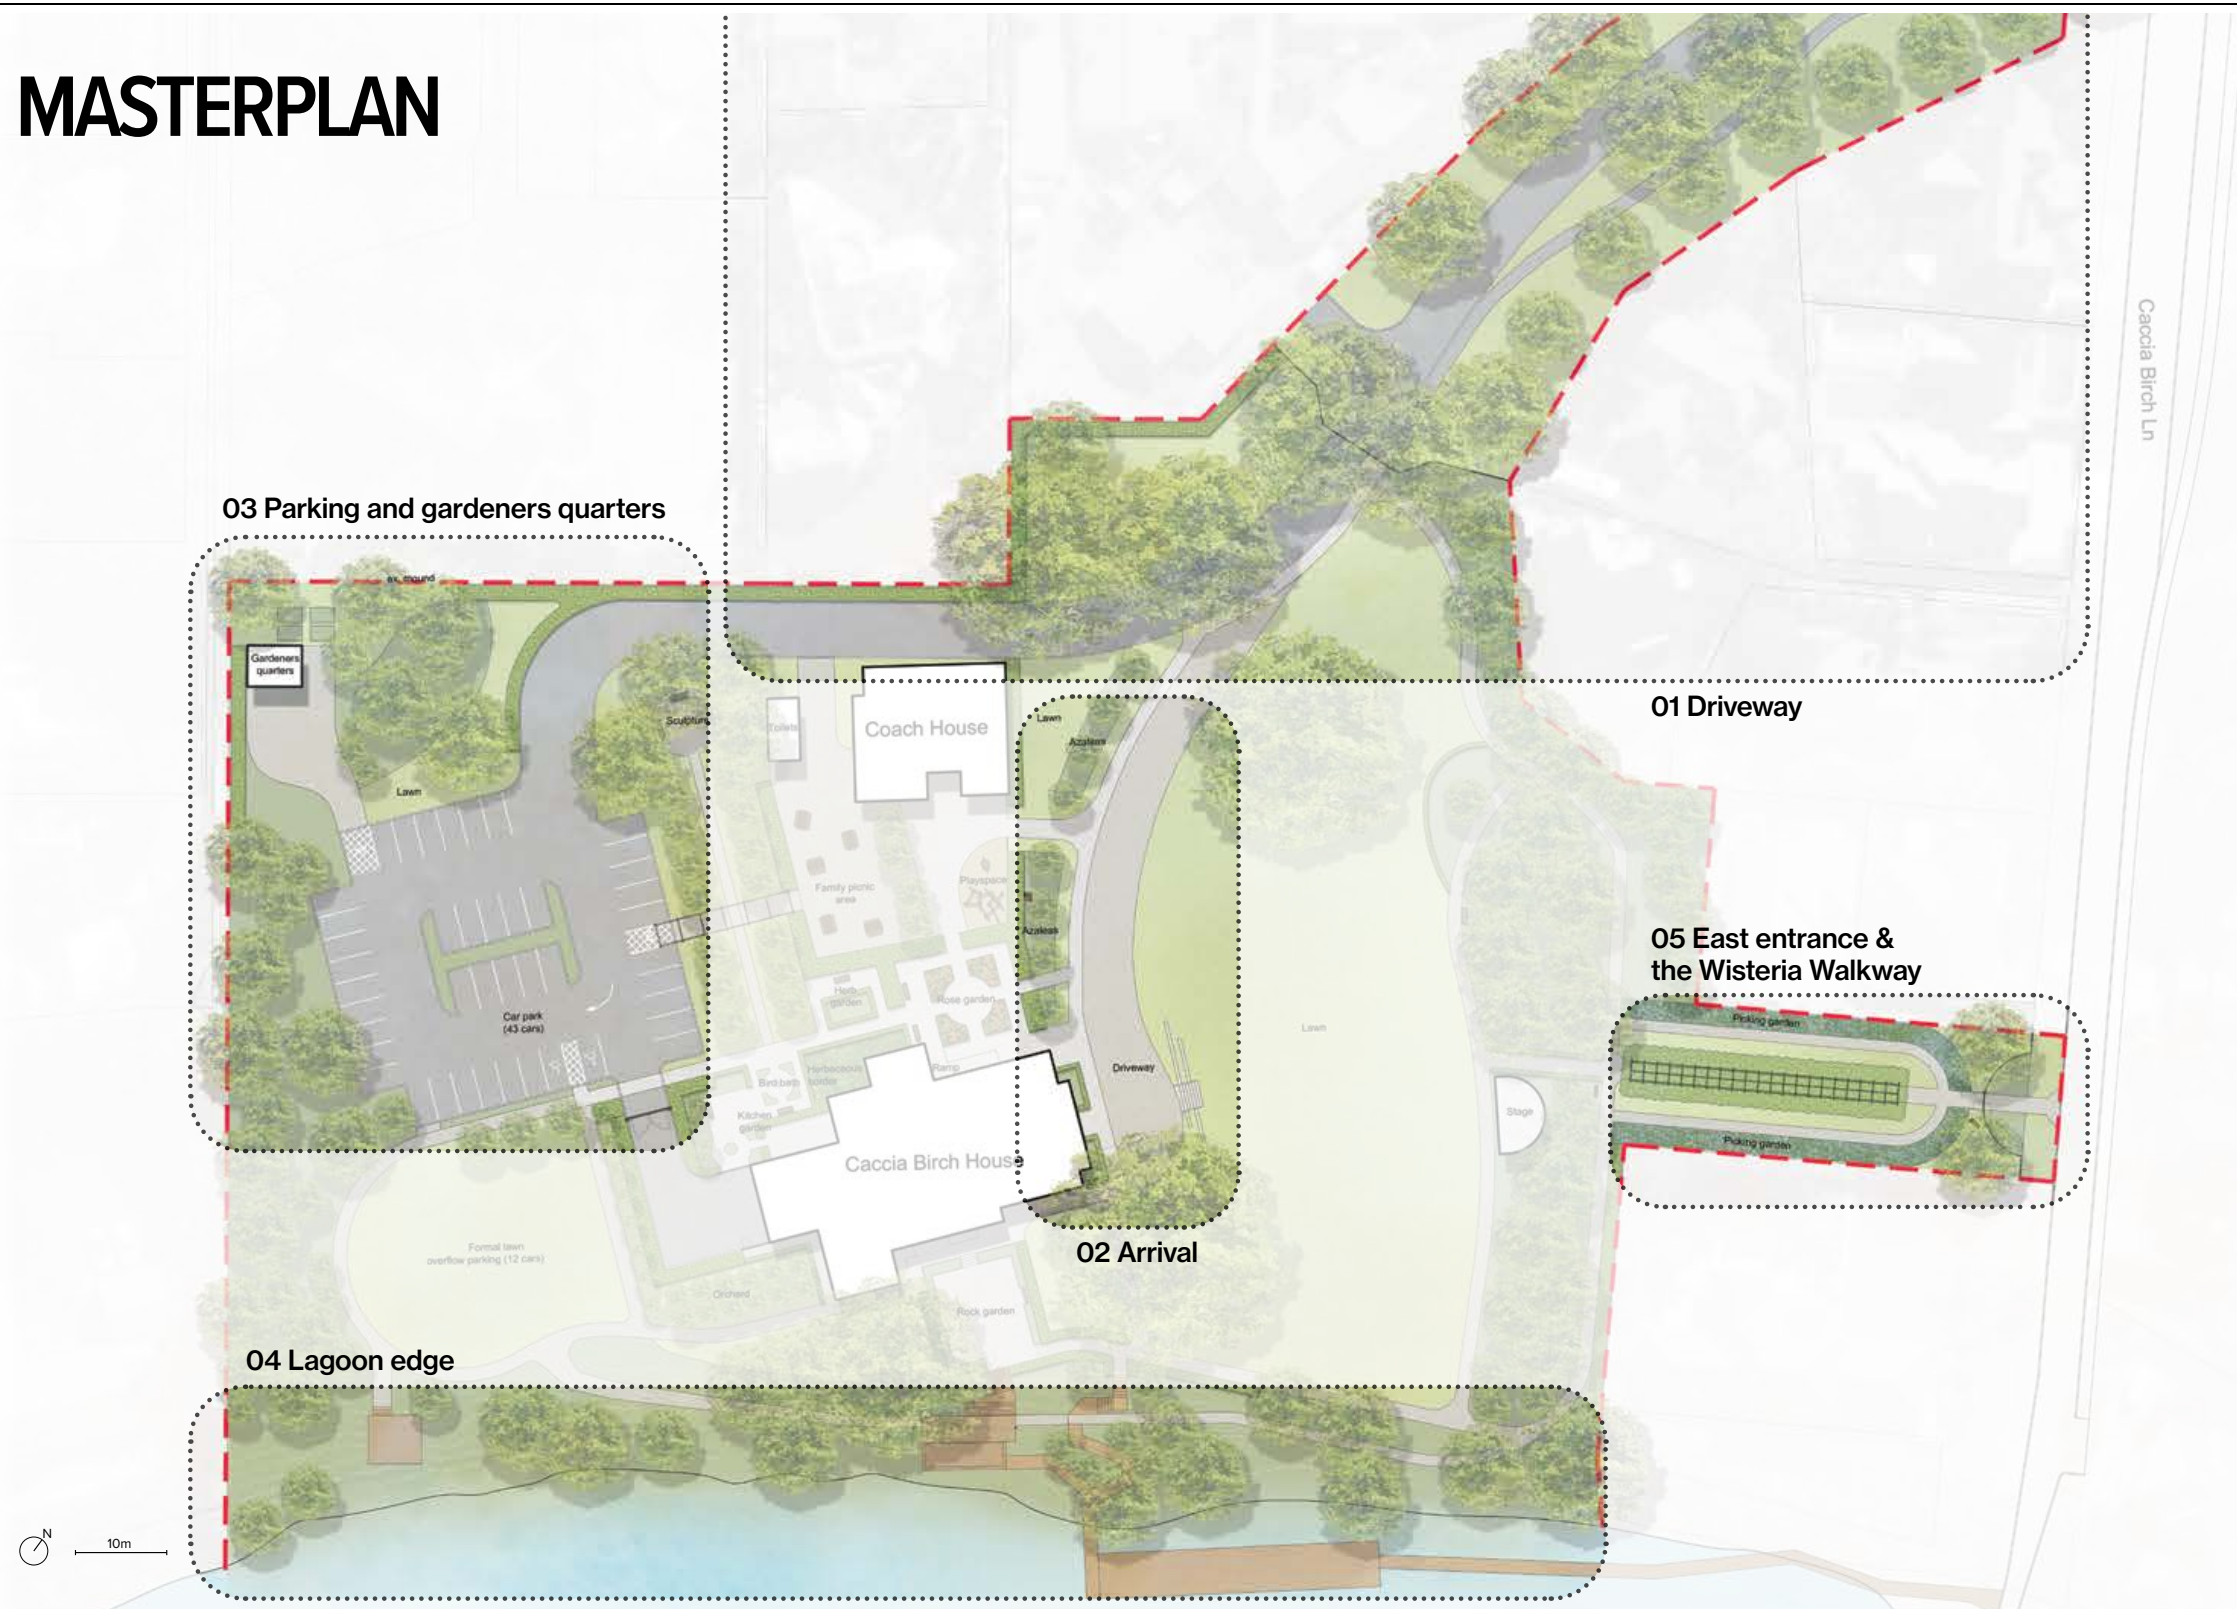 MASTERPLAN
Caccia Birch Ln
03 Parking and gardeners quarters
ex. mound
Gardeners
quarters
Sculpture
Toilets
Coach House
Lawn
Azaleas
01 Driveway
Lawn
Family picnic
area
Playspace
Azaleas
05 East entrance &
the Wisteria Walkway
Herb
garden
Rose garden
Car park
(43 cars)
Picking garden
Lawn
Ramp
Driveway
Bird bath
Herbaceous
border
Kitchen
garden
Stage
Picking garden
Caccia Birch House
02 Arrival
Formal lawn
overflow parking (12 cars)
Orchard
Rock garden
04 Lagoon edge
N
10m